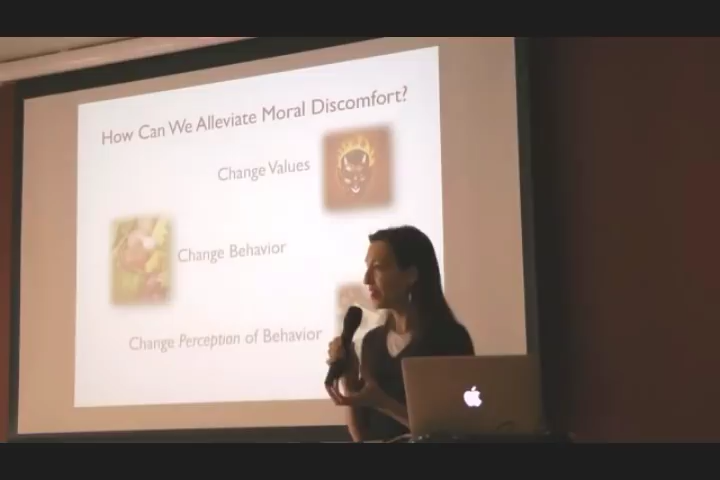 How Can We Alleviate Moral Discomfort?
Change Values
Change Behavior
Change Perception of Behavior